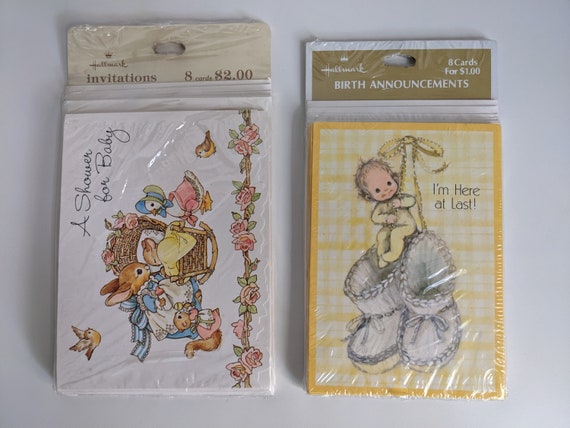 Hallmark
invitations 8 cards $2.00
A Shower
for Baby
Hallmark
8 Cards
For $1.00
BIRTH ANNOUNCEMENTS
I'm Here
at Last!